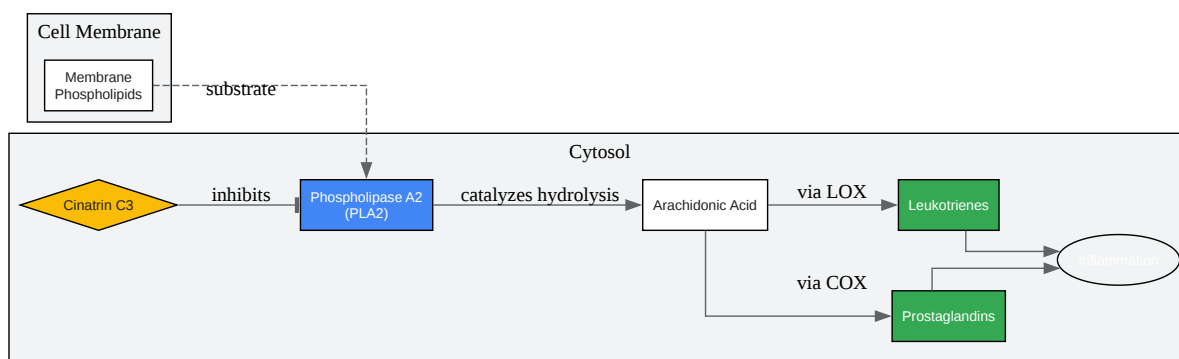 Cell Membrane
Membrane
Phospholipids
substrate
Cytosol
Cinatrin C3
inhibits
Phospholipase A2
(PLA2)
catalyzes hydrolysis
Arachidonic Acid
via LOX
Leukotrienes
Inflammation
via COX
Prostaglandins